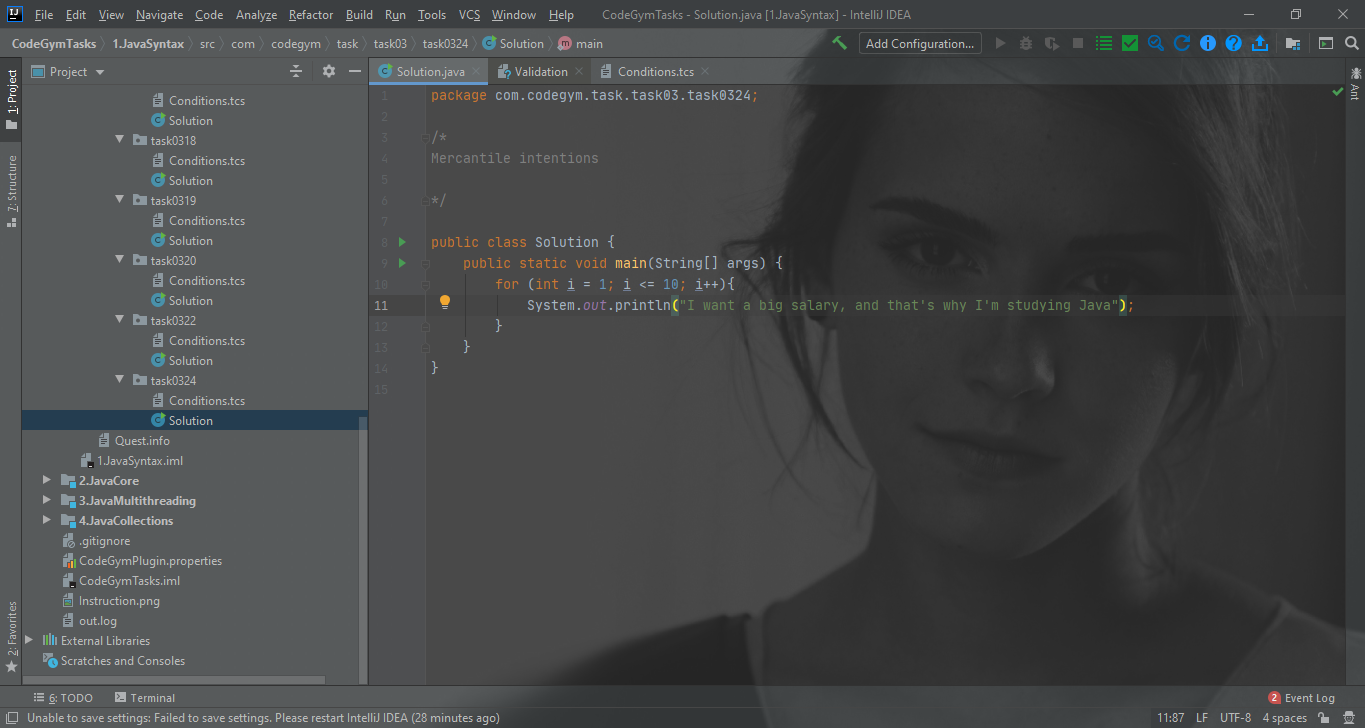 IJ File Edit View Navigate Code Analyze Refactor Build Run Tools VCS Window Help CodeGymTasks - Solution.java [1.JavaSyntax] - IntelliJ IDEA
CodeGymTasks 1.JavaSyntax src com codegym task task03 task0324 Solution main Add Configuration...
1: Project
7: Structure
2: Favorites
Project
Conditions.tcs
Solution
task0318
Conditions.tcs
Solution
task0319
Conditions.tcs
Solution
task0320
Conditions.tcs
Solution
task0322
Conditions.tcs
Solution
task0324
Conditions.tcs
Solution
Quest.info
1.JavaSyntax.iml
2.JavaCore
3.JavaMultithreading
4.JavaCollections
.gitignore
CodeGymPlugin.properties
CodeGymTasks.iml
Instruction.png
out.log
External Libraries
Scratches and Consoles
Solution.java Validation Conditions.tcs
1 package com.codegym.task.task03.task0324;
2
3 /*
4 Mercantile intentions
5
6 */
7
8 public class Solution {
9 public static void main(String[] args) {
10 for (int i = 1; i <= 10; i++){
11 System.out.println("I want a big salary, and that's why I'm studying Java");
12 }
13 }
14 }
15
Ant
6: TODO Terminal 2 Event Log
Unable to save settings: Failed to save settings. Please restart IntelliJ IDEA (28 minutes ago) 11:87 LF UTF-8 4 spaces